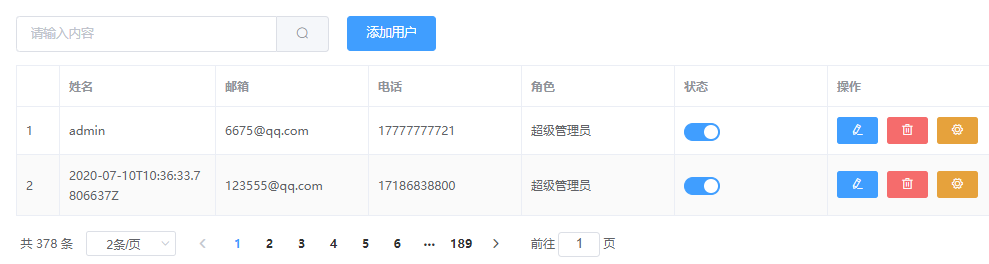 请输入内容 添加用户
姓名 邮箱 电话 角色 状态 操作
1 admin 6675@qq.com 17777777721 超级管理员
2 2020-07-10T10:36:33.7
806637Z 123555@qq.com 17186838800 超级管理员
共 378 条 2条/页 1 2 3 4 5 6 ••• 189 前往 1 页